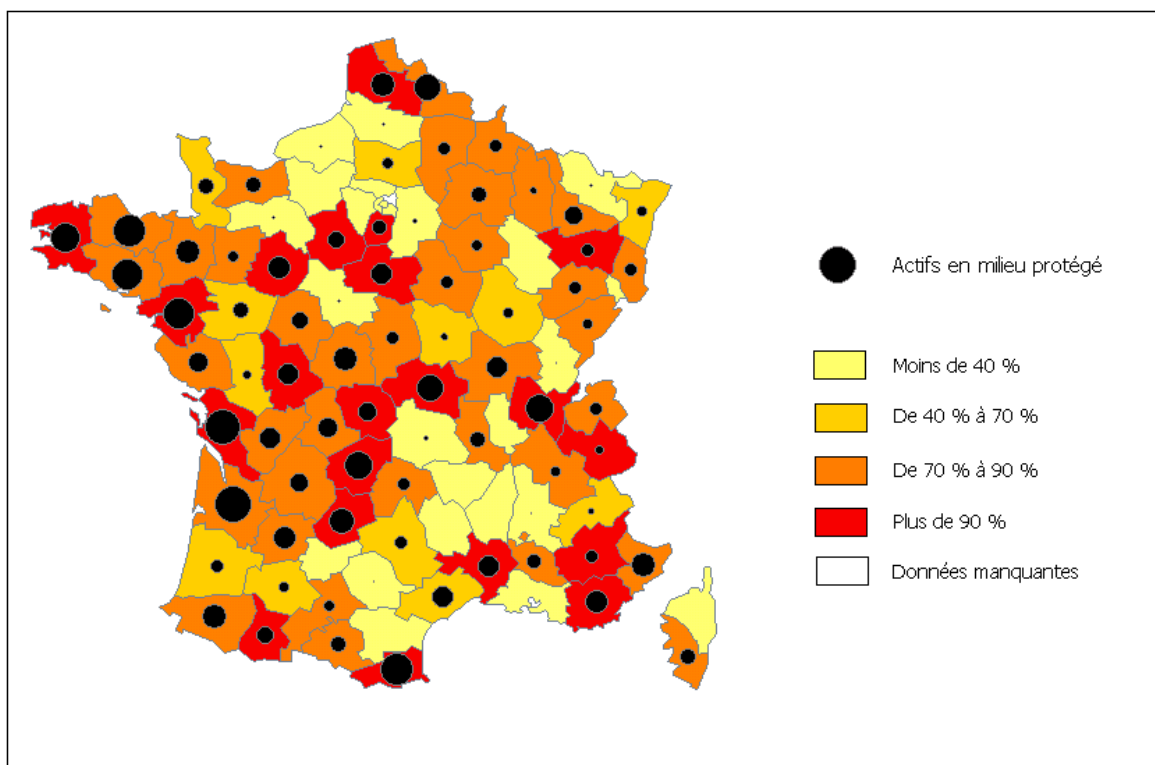 Actifs en milieu protégé
Moins de 40 %
De 40 % à 70 %
De 70 % à 90 %
Plus de 90 %
Données manquantes